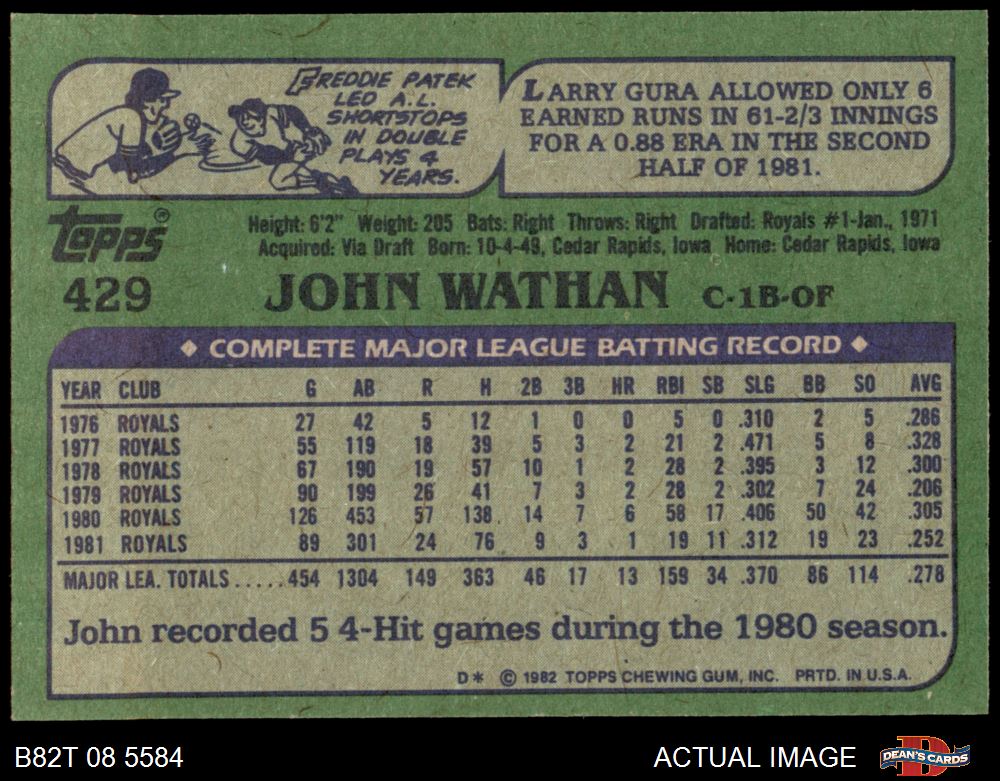 FREDDIE PATEK
LED A.L.
SHORTSTOPS
IN DOUBLE
PLAYS 4
YEARS.
LARRY GURA ALLOWED ONLY 6
EARNED RUNS IN 61-2/3 INNINGS
FOR A 0.88 ERA IN THE SECOND
HALF OF 1981.
Topps®
Height: 6'2" Weight: 205 Bats: Right Throws: Right Drafted: Royals #1-Jan., 1971
Acquired: Via Draft Born: 10-4-49, Cedar Rapids, Iowa Home: Cedar Rapids, Iowa
429 JOHN WATHAN C-1B-OF
◆ COMPLETE MAJOR LEAGUE BATTING RECORD ◆
YEAR CLUB G AB R H 2B 3B HR RBI SB SLG BB SO AVG
1976 ROYALS 27 42 5 12 1 0 0 5 0 .310 2 5 .286
1977 ROYALS 55 119 18 39 5 3 2 21 2 .471 5 8 .328
1978 ROYALS 67 190 19 57 10 1 2 28 2 .395 3 12 .300
1979 ROYALS 90 199 26 41 7 3 2 28 2 .302 7 24 .206
1980 ROYALS 126 453 57 138 14 7 6 58 17 .406 50 42 .305
1981 ROYALS 89 301 24 76 9 3 1 19 11 .312 19 23 .252
MAJOR LEA. TOTALS.....454 1304 149 363 46 17 13 159 34 .370 86 114 .278
John recorded 5 4-Hit games during the 1980 season.
D* © 1982 TOPPS CHEWING GUM, INC. PRTD. IN U.S.A.
B82T 08 5584
ACTUAL IMAGE
DEAN'S CARDS